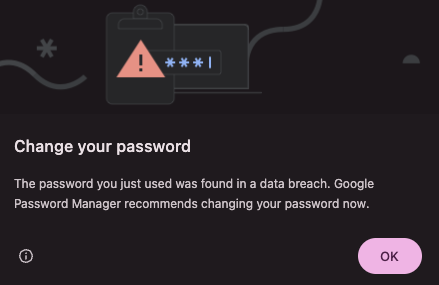 ***|
Change your password
The password you just used was found in a data breach. Google
Password Manager recommends changing your password now.
OK